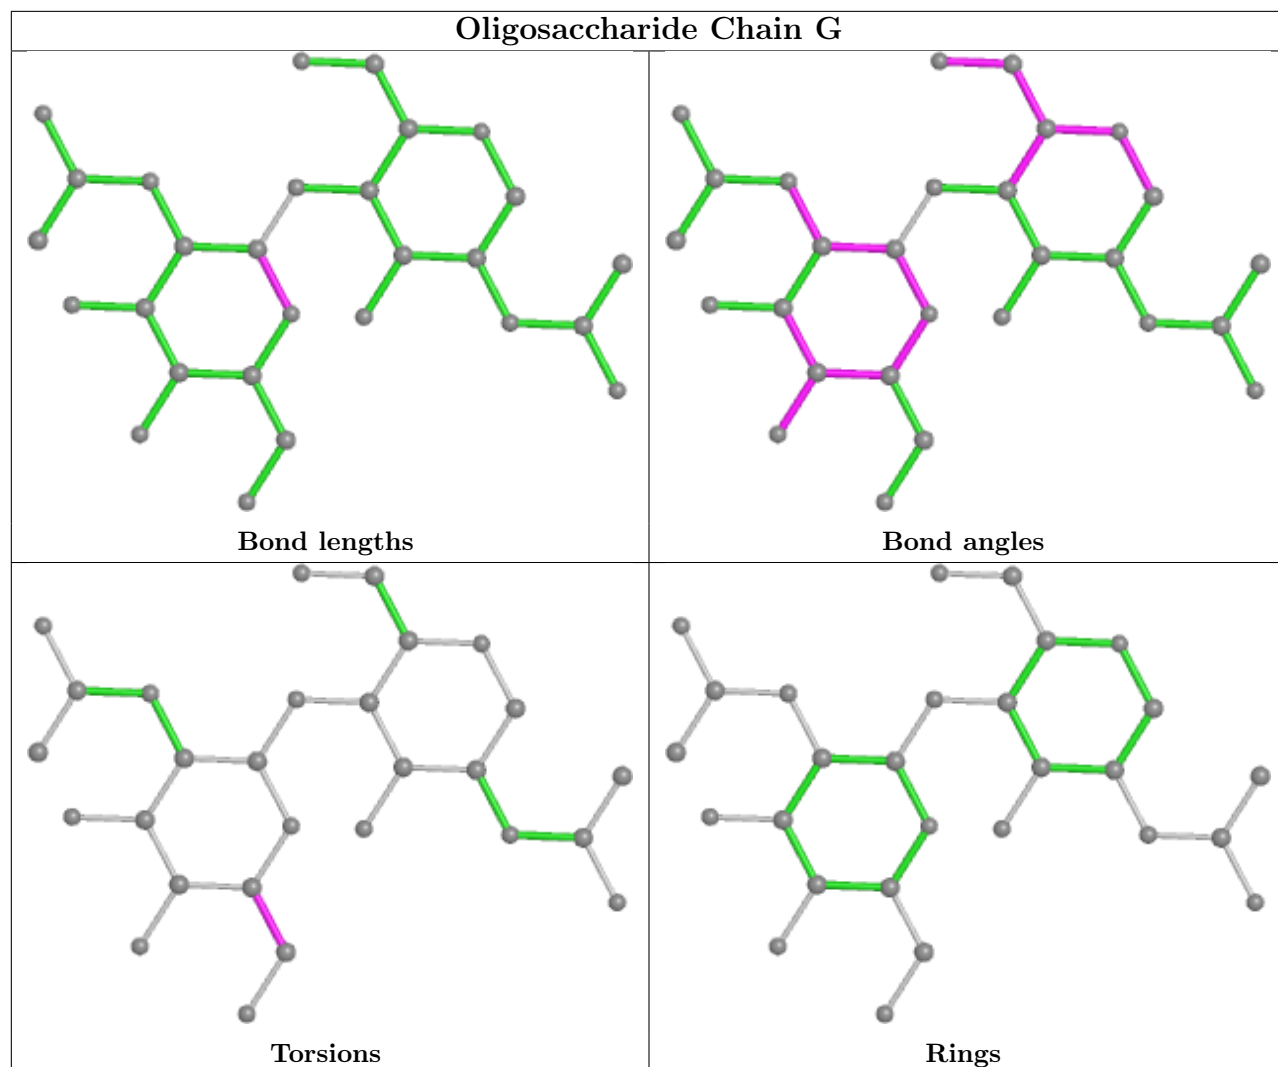 Oligosaccharide Chain G
Bond lengths
Bond angles
Torsions
Rings